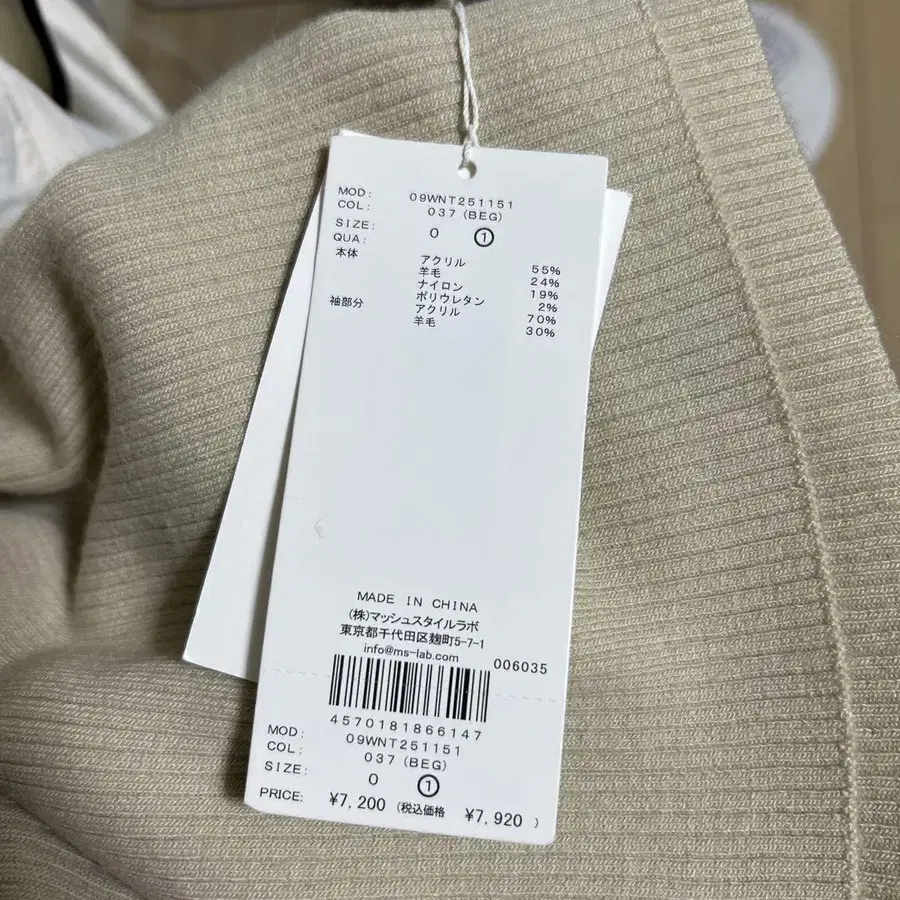 MOD: 09WNT251151
COL: 037 (BEG)
SIZE: 0 ①
QUA:
本体 アクリル 55%
羊毛 24%
ナイロン 19%
ポリウレタン 2%
袖部分 アクリル 70%
羊毛 30%
MADE IN CHINA
(株)マッシュスタイルラボ
東京都千代田区麹町5-7-1
info@ms-lab.com 006035
4570181866147
MOD: 09WNT251151
COL: 037 (BEG)
SIZE: 0 ①
PRICE: ¥7,200 (税込価格 ¥7,920 )